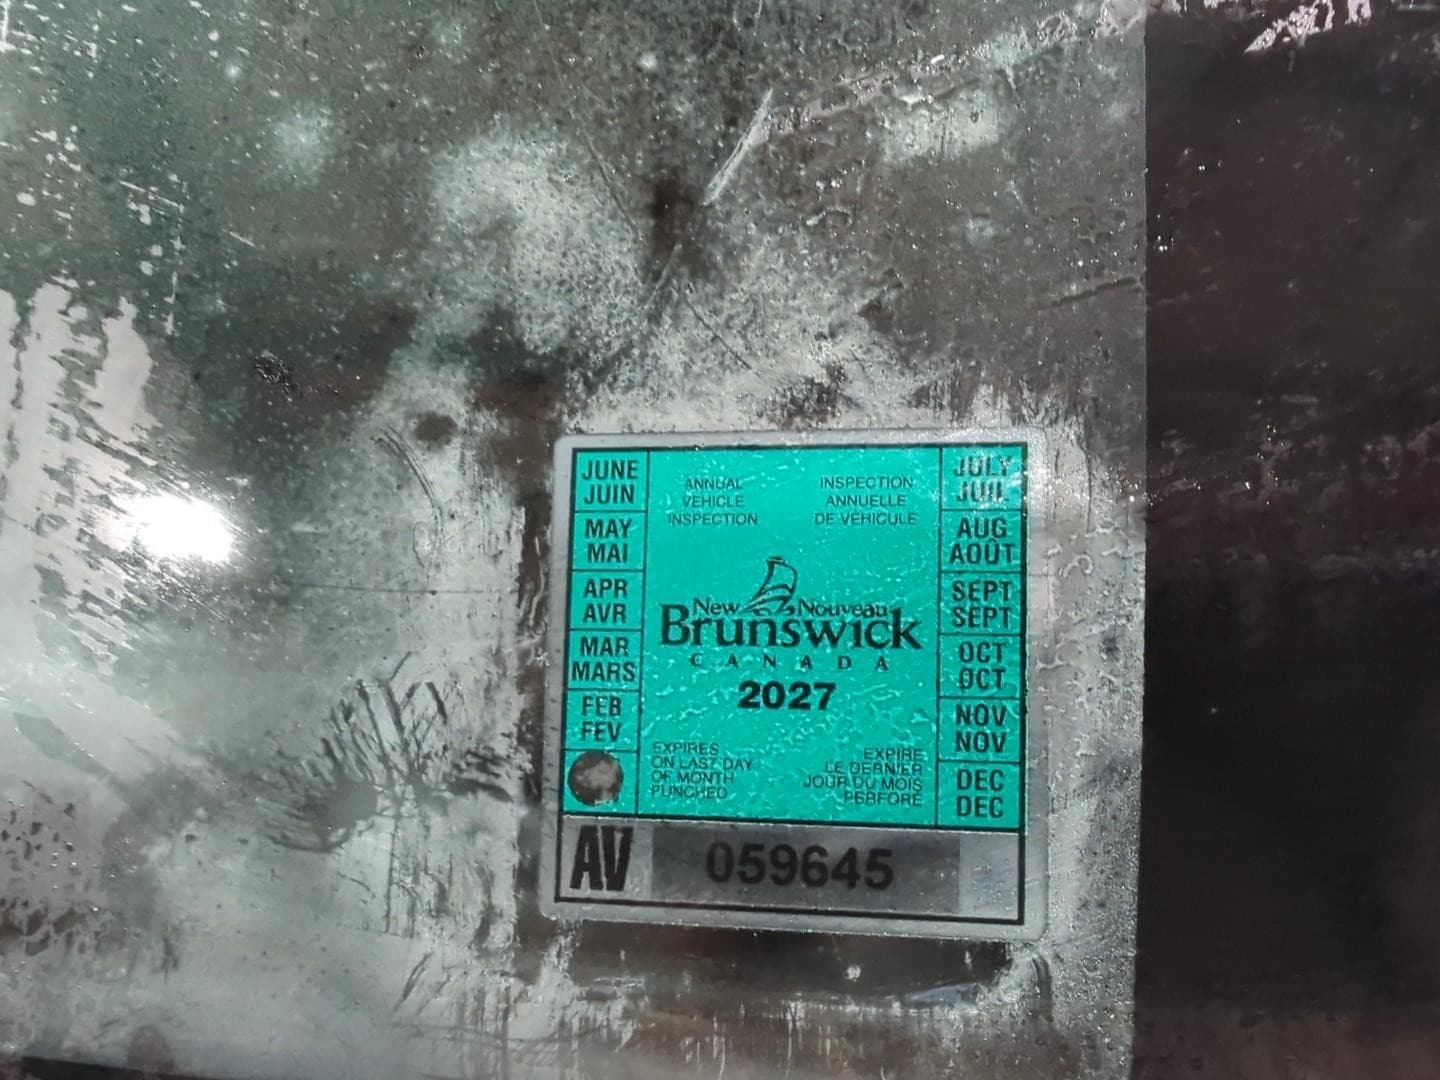 JUNE
JUIN
MAY
MAI
APR
AVR
MAR
MARS
FEB
FEV
ANNUAL
VEHICLE
INSPECTION
INSPECTION
ANNUELLE
DE VÉHICULE
New Nouveau
Brunswick
CANADA
2027
EXPIRES
ON LAST DAY
OF MONTH
PUNCHED
EXPIRE
LE DERNIER
JOUR DU MOIS
PERFORÉ
JULY
JUIL
AUG
AOÛT
SEPT
SEPT
OCT
OCT
NOV
NOV
DEC
DEC
AV 059645